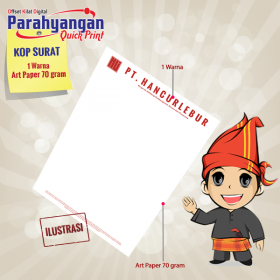 Offset Kilat Digital
Parahyangan
Quick Print
KOP SURAT
1 Warna
Art Paper 70 gram
1 Warna
PT. HANCURLEBUR
ILUSTRASI
Art Paper 70 gram